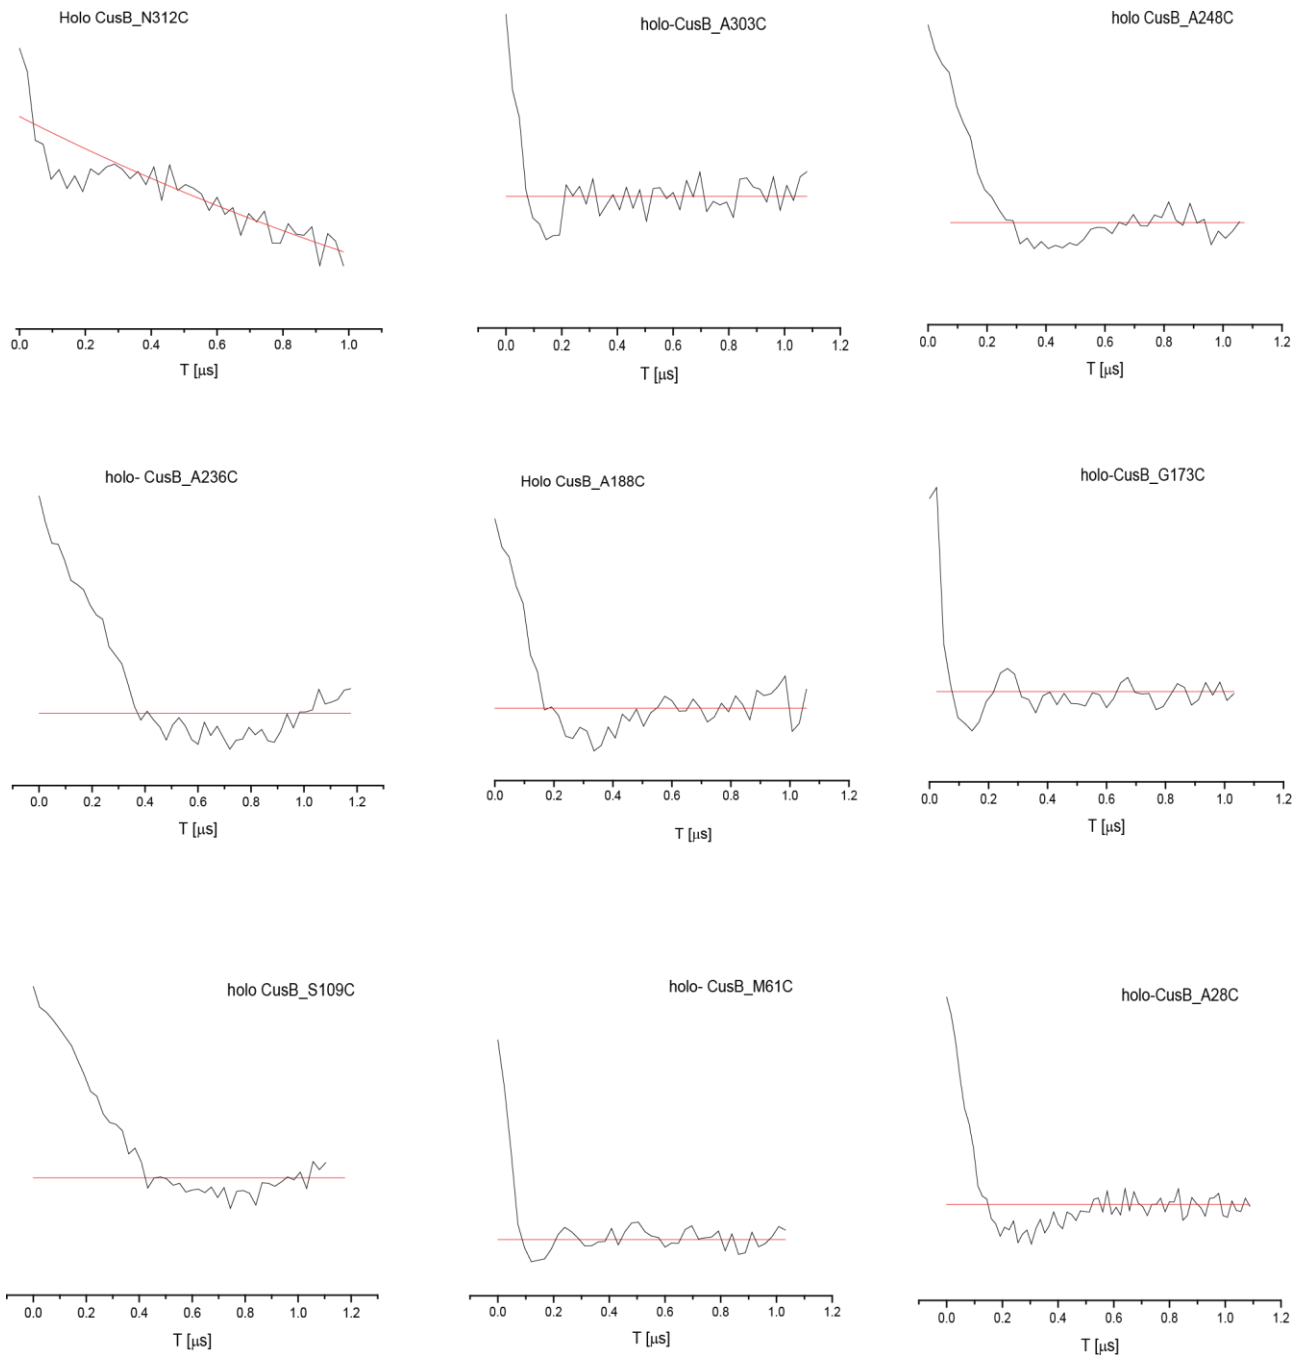 Holo CusB_N312C
holo-CusB_A303C
holo CusB_A248C
0.0 0.2 0.4 0.6 0.8 1.0
T [μs]
0.0 0.2 0.4 0.6 0.8 1.0 1.2
T [μs]
0.0 0.2 0.4 0.6 0.8 1.0 1.2
T [μs]
holo- CusB_A236C
Holo CusB_A188C
holo-CusB_G173C
0.0 0.2 0.4 0.6 0.8 1.0 1.2
T [μs]
0.0 0.2 0.4 0.6 0.8 1.0 1.2
T [μs]
0.0 0.2 0.4 0.6 0.8 1.0 1.2
T [μs]
holo CusB_S109C
holo- CusB_M61C
holo-CusB_A28C
0.0 0.2 0.4 0.6 0.8 1.0 1.2
T [μs]
0.0 0.2 0.4 0.6 0.8 1.0 1.2
T [μs]
0.0 0.2 0.4 0.6 0.8 1.0 1.2
T [μs]